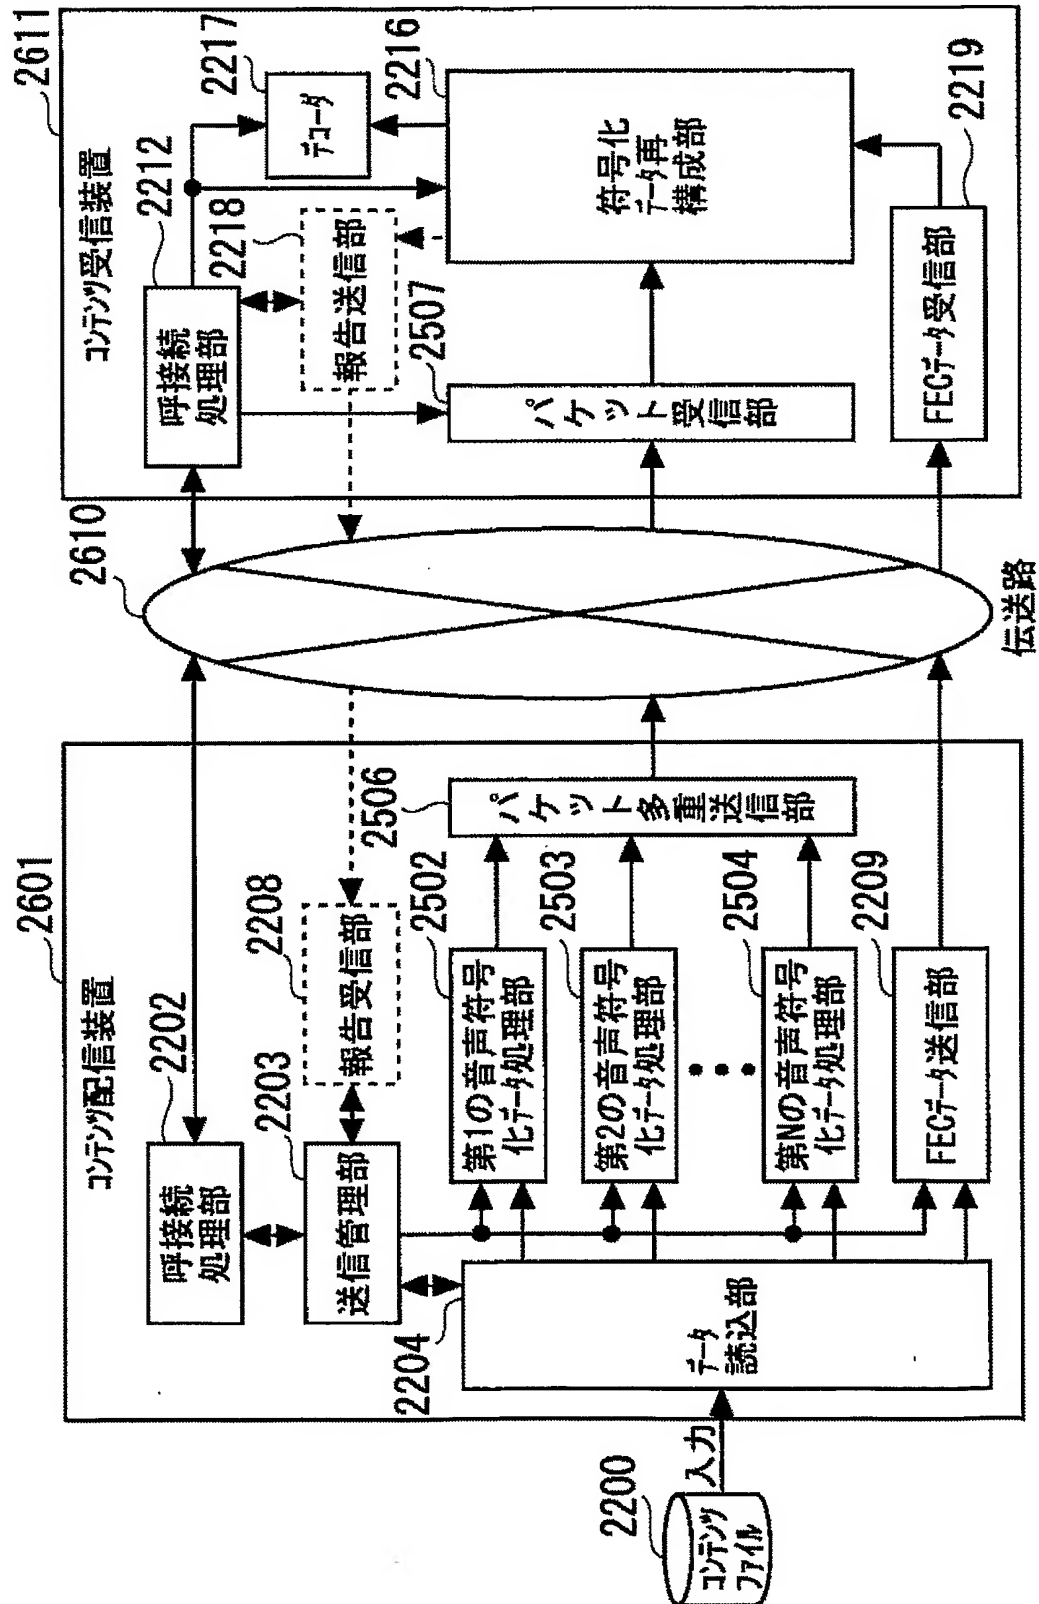 2601
コンテンツ配信装置
2202
呼接続
処理部
2203
送信管理部
2208
報告受信部
2204
データ
読込部
2200
コンテンツ
ファイル
入力
2502
第1の音声符号
化データ処理部
2503
第2の音声符号
化データ処理部
2504
第Nの音声符号
化データ処理部
2209
FECデータ送信部
2506
パケット多重送信部
2610
伝送路
2611
コンテンツ受信装置
2212
呼接続
処理部
2218
報告送信部
2217
デコーダ
2507
パケット受信部
2216
符号化
データ再
構成部
2219
FECデータ受信部